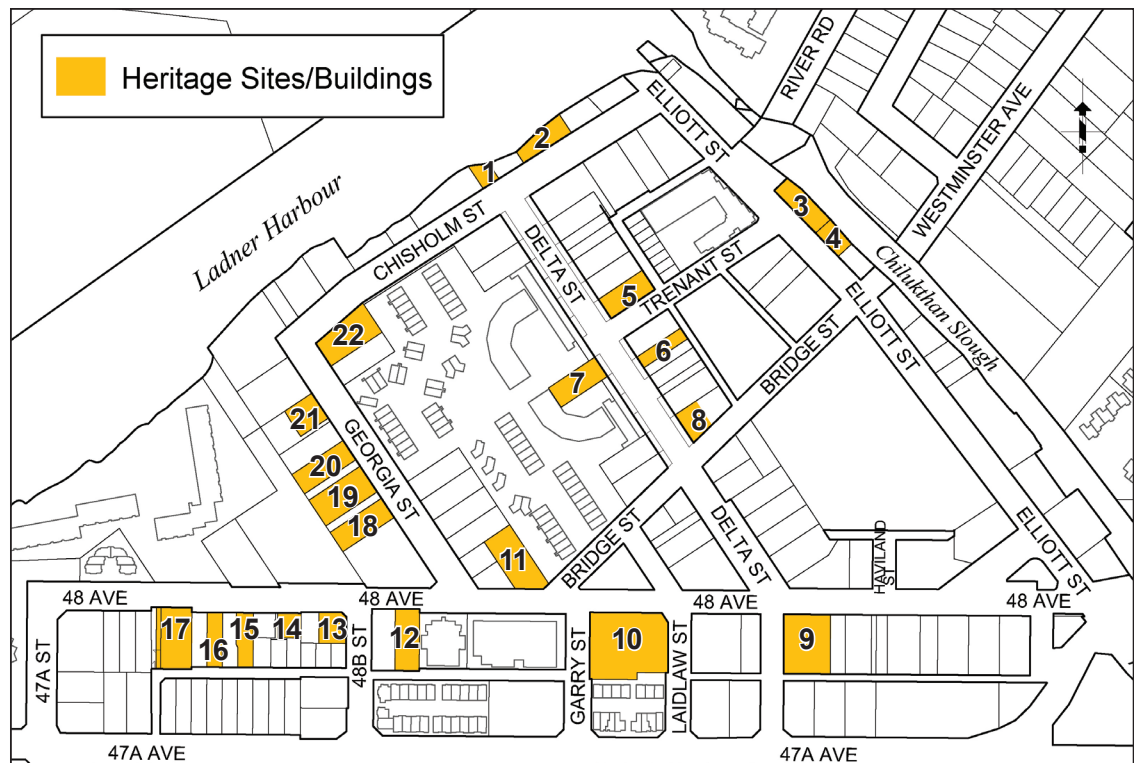 Heritage Sites/Buildings
RIVER RD
ELLIOTT ST
WESTMINSTER AVE
2
1
3
4
Ladner Harbour
CHISHOLM ST
DELTA ST
TRENANT ST
Chilukthan Slough
5
6
22
7
8
BRIDGE ST
ELLIOTT ST
21
GEORGIA ST
20
19
18
11
BRIDGE ST
DELTA ST
HAVILAND ST
ELLIOTT ST
48 AVE
48 AVE
48 AVE
48 AVE
47A ST
17
16
15
14
13
48B ST
12
GARRY ST
10
LAIDLAW ST
9
47A AVE
47A AVE